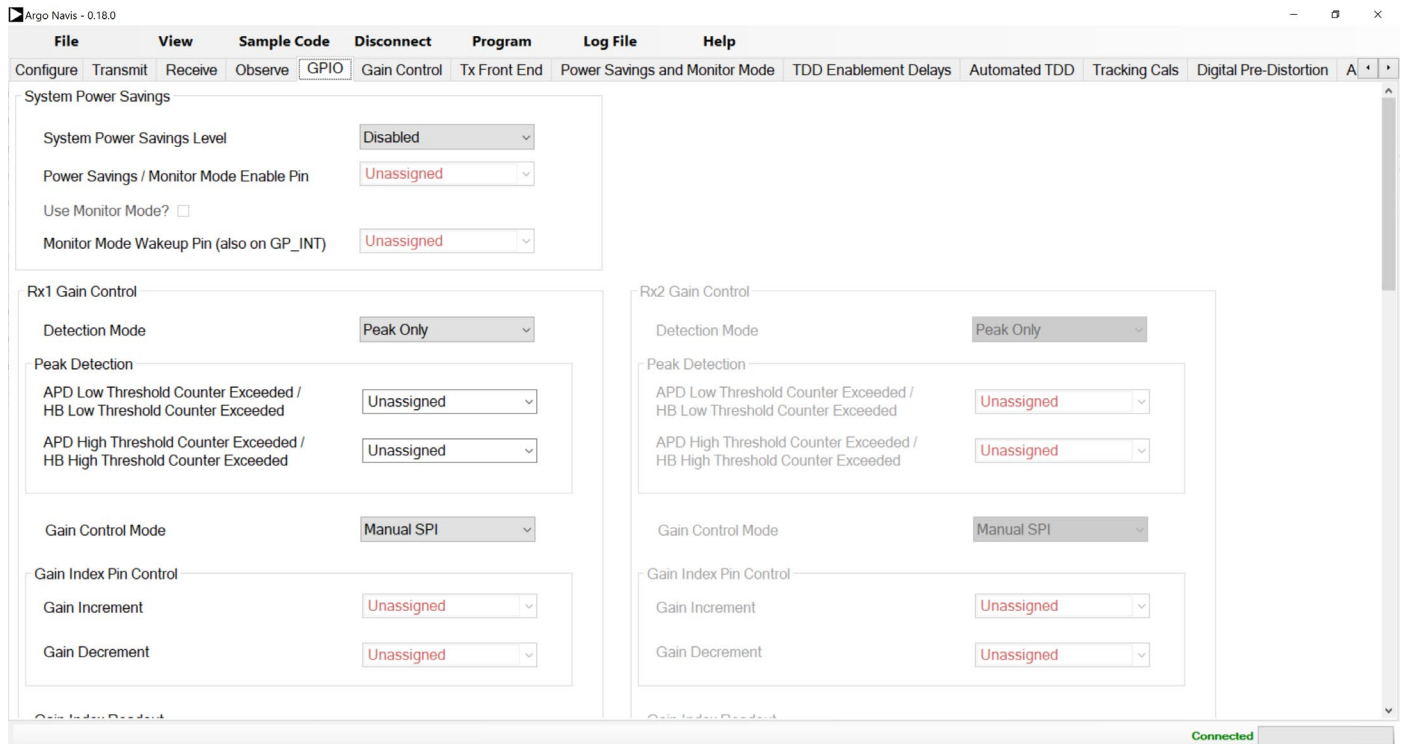 Argo Navis - 0.18.0
File View Sample Code Disconnect Program Log File Help
Configure Transmit Receive Observe GPIO Gain Control Tx Front End Power Savings and Monitor Mode TDD Enablement Delays Automated TDD Tracking Cals Digital Pre-Distortion A
System Power Savings
System Power Savings Level Disabled
Power Savings / Monitor Mode Enable Pin Unassigned
Use Monitor Mode?
Monitor Mode Wakeup Pin (also on GP_INT) Unassigned
Rx1 Gain Control
Detection Mode Peak Only
Peak Detection
APD Low Threshold Counter Exceeded /
HB Low Threshold Counter Exceeded
Unassigned
APD High Threshold Counter Exceeded /
HB High Threshold Counter Exceeded
Unassigned
Gain Control Mode Manual SPI
Gain Index Pin Control
Gain Increment Unassigned
Gain Decrement Unassigned
Gain Index Readout
Rx2 Gain Control
Detection Mode Peak Only
Peak Detection
APD Low Threshold Counter Exceeded /
HB Low Threshold Counter Exceeded
Unassigned
APD High Threshold Counter Exceeded /
HB High Threshold Counter Exceeded
Unassigned
Gain Control Mode Manual SPI
Gain Index Pin Control
Gain Increment Unassigned
Gain Decrement Unassigned
Gain Index Readout
Connected